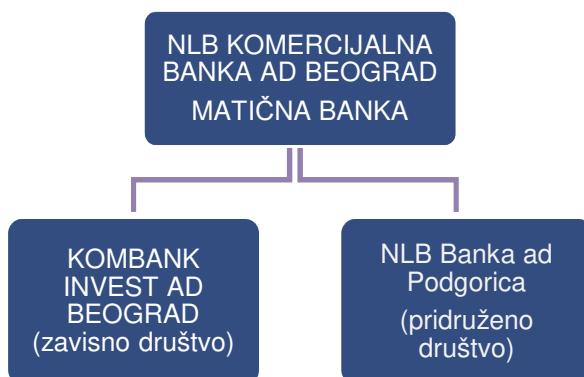 NLB KOMERCIJALNA
BANKA AD BEOGRAD
MATIČNA BANKA
KOMBANK
INVEST AD
BEOGRAD
(zavisno društvo)
NLB Banka ad
Podgorica
(pridruženo
društvo)